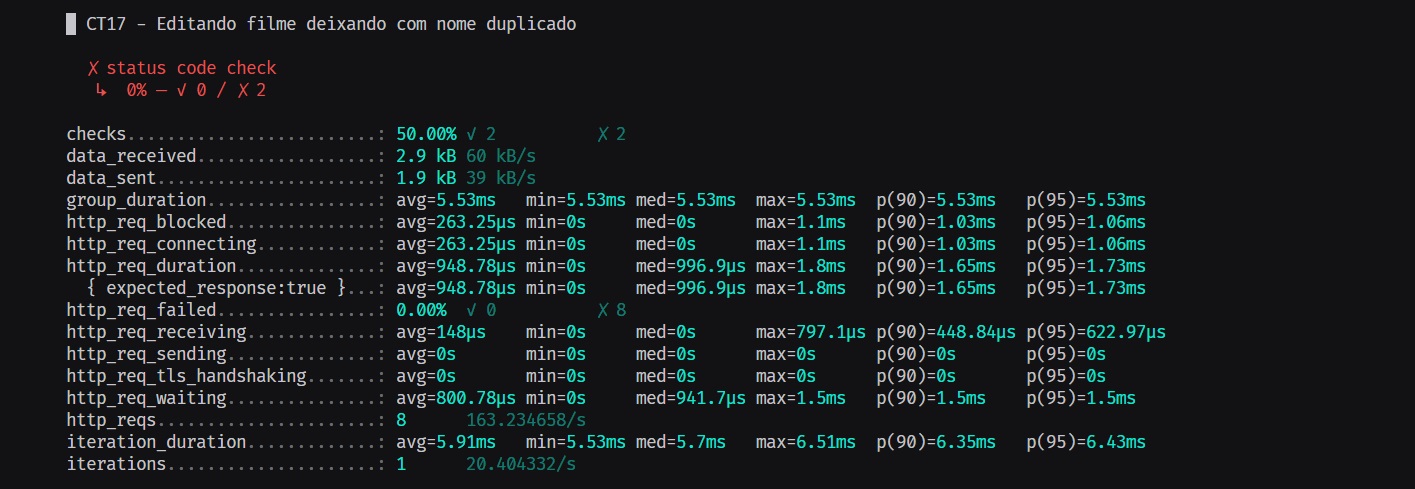 █ CT17 - Editando filme deixando com nome duplicado
✗ status code check
↳ 0% — ✓ 0 / ✗ 2
checks.........................: 50.00% ✓ 2 ✗ 2
data_received..................: 2.9 kB 60 kB/s
data_sent......................: 1.9 kB 39 kB/s
group_duration.................: avg=5.53ms min=5.53ms med=5.53ms max=5.53ms p(90)=5.53ms p(95)=5.53ms
http_req_blocked...............: avg=263.25µs min=0s med=0s max=1.1ms p(90)=1.03ms p(95)=1.06ms
http_req_connecting............: avg=263.25µs min=0s med=0s max=1.1ms p(90)=1.03ms p(95)=1.06ms
http_req_duration..............: avg=948.78µs min=0s med=996.9µs max=1.8ms p(90)=1.65ms p(95)=1.73ms
{ expected_response:true }...: avg=948.78µs min=0s med=996.9µs max=1.8ms p(90)=1.65ms p(95)=1.73ms
http_req_failed................: 0.00% ✓ 0 ✗ 8
http_req_receiving.............: avg=148µs min=0s med=0s max=797.1µs p(90)=448.84µs p(95)=622.97µs
http_req_sending...............: avg=0s min=0s med=0s max=0s p(90)=0s p(95)=0s
http_req_tls_handshaking.......: avg=0s min=0s med=0s max=0s p(90)=0s p(95)=0s
http_req_waiting...............: avg=800.78µs min=0s med=941.7µs max=1.5ms p(90)=1.5ms p(95)=1.5ms
http_reqs......................: 8 163.234658/s
iteration_duration.............: avg=5.91ms min=5.53ms med=5.7ms max=6.51ms p(90)=6.35ms p(95)=6.43ms
iterations.....................: 1 20.404332/s